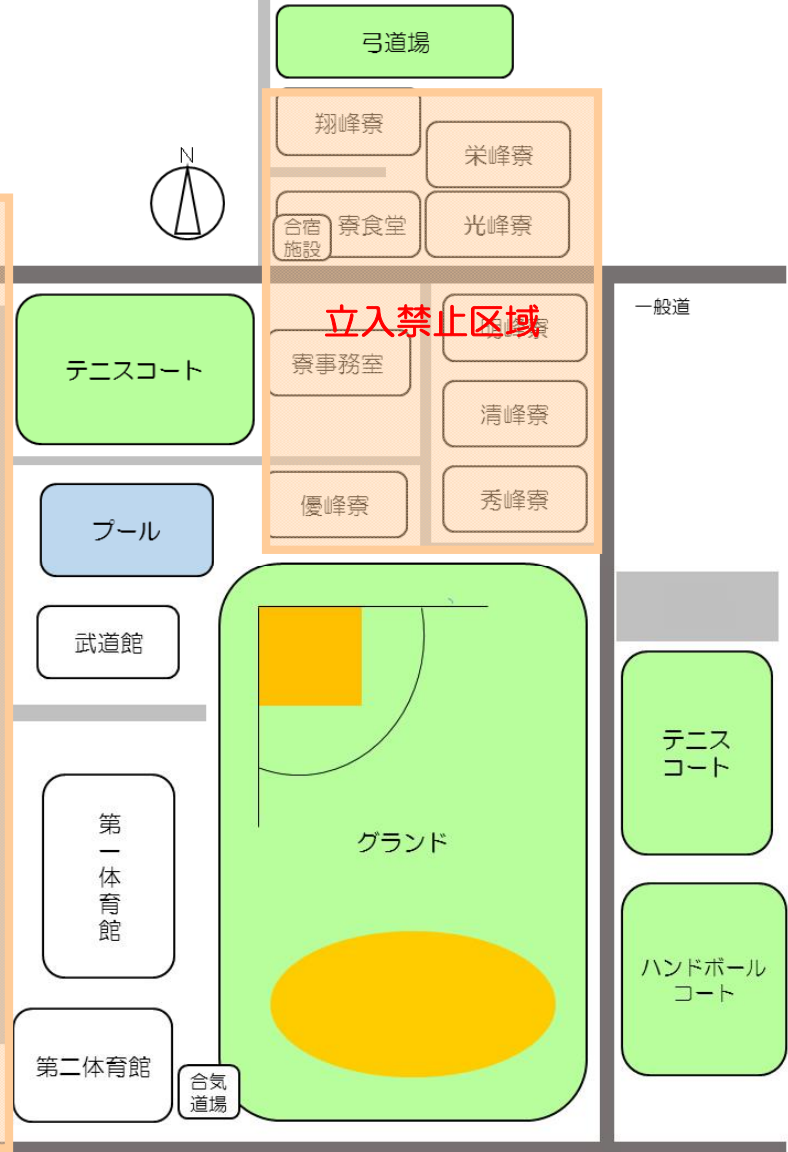 弓道場
翔峰寮
N
栄峰寮
合宿
施設
寮食堂
光峰寮
一般道
立入禁止区域
テニスコート
寮事務室
清峰寮
優峰寮
秀峰寮
プール
武道館
テニス
コート
第一体育館
グランド
ハンドボール
コート
第二体育館
合気
道場